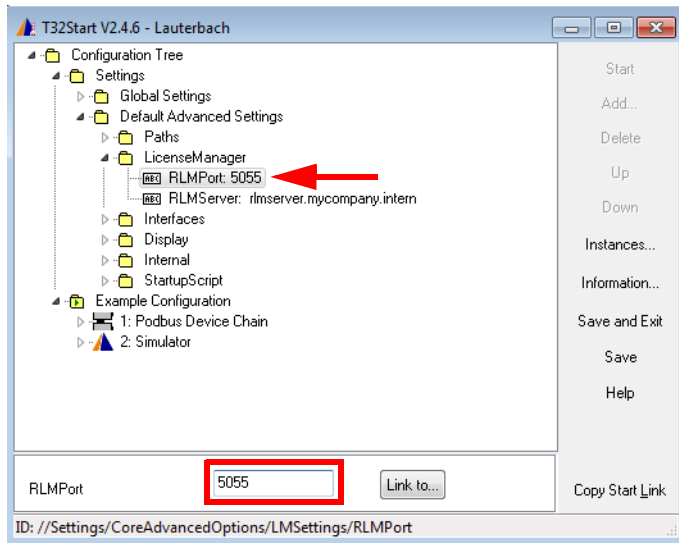 T32Start V2.4.6 - Lauterbach
Configuration Tree
Settings
Global Settings
Default Advanced Settings
Paths
LicenseManager
ABC RLMPort: 5055
ABC RLMServer: rlmserver.mycompany.intern
Interfaces
Display
Internal
StartupScript
Example Configuration
1: Podbus Device Chain
2: Simulator
Start
Add...
Delete
Up
Down
Instances...
Information...
Save and Exit
Save
Help
RLMPort
5055
Link to...
Copy Start Link
ID: //Settings/CoreAdvancedOptions/LMSettings/RLMPort